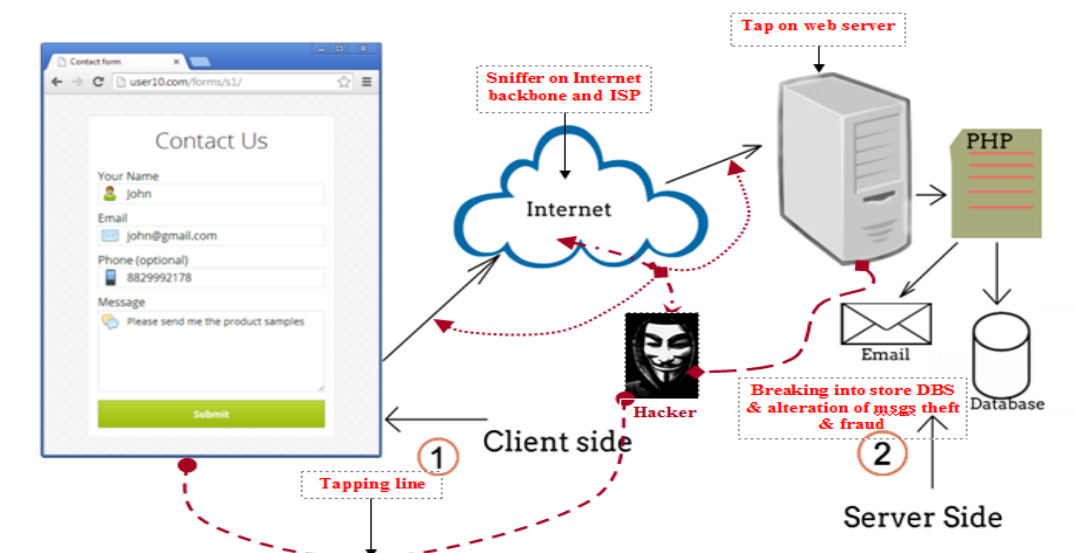 Tap on web server
Contact form
user10.com/forms/s1/
Sniffer on Internet
backbone and ISP
Contact Us
Your Name
John
Email
john@gmail.com
Phone (optional)
8829992178
Message
Please send me the product samples
Submit
Internet
PHP
Email
Database
Hacker
Breaking into store DBS
& alteration of msgs theft
& fraud
Client side
1
2
Tapping line
Server Side